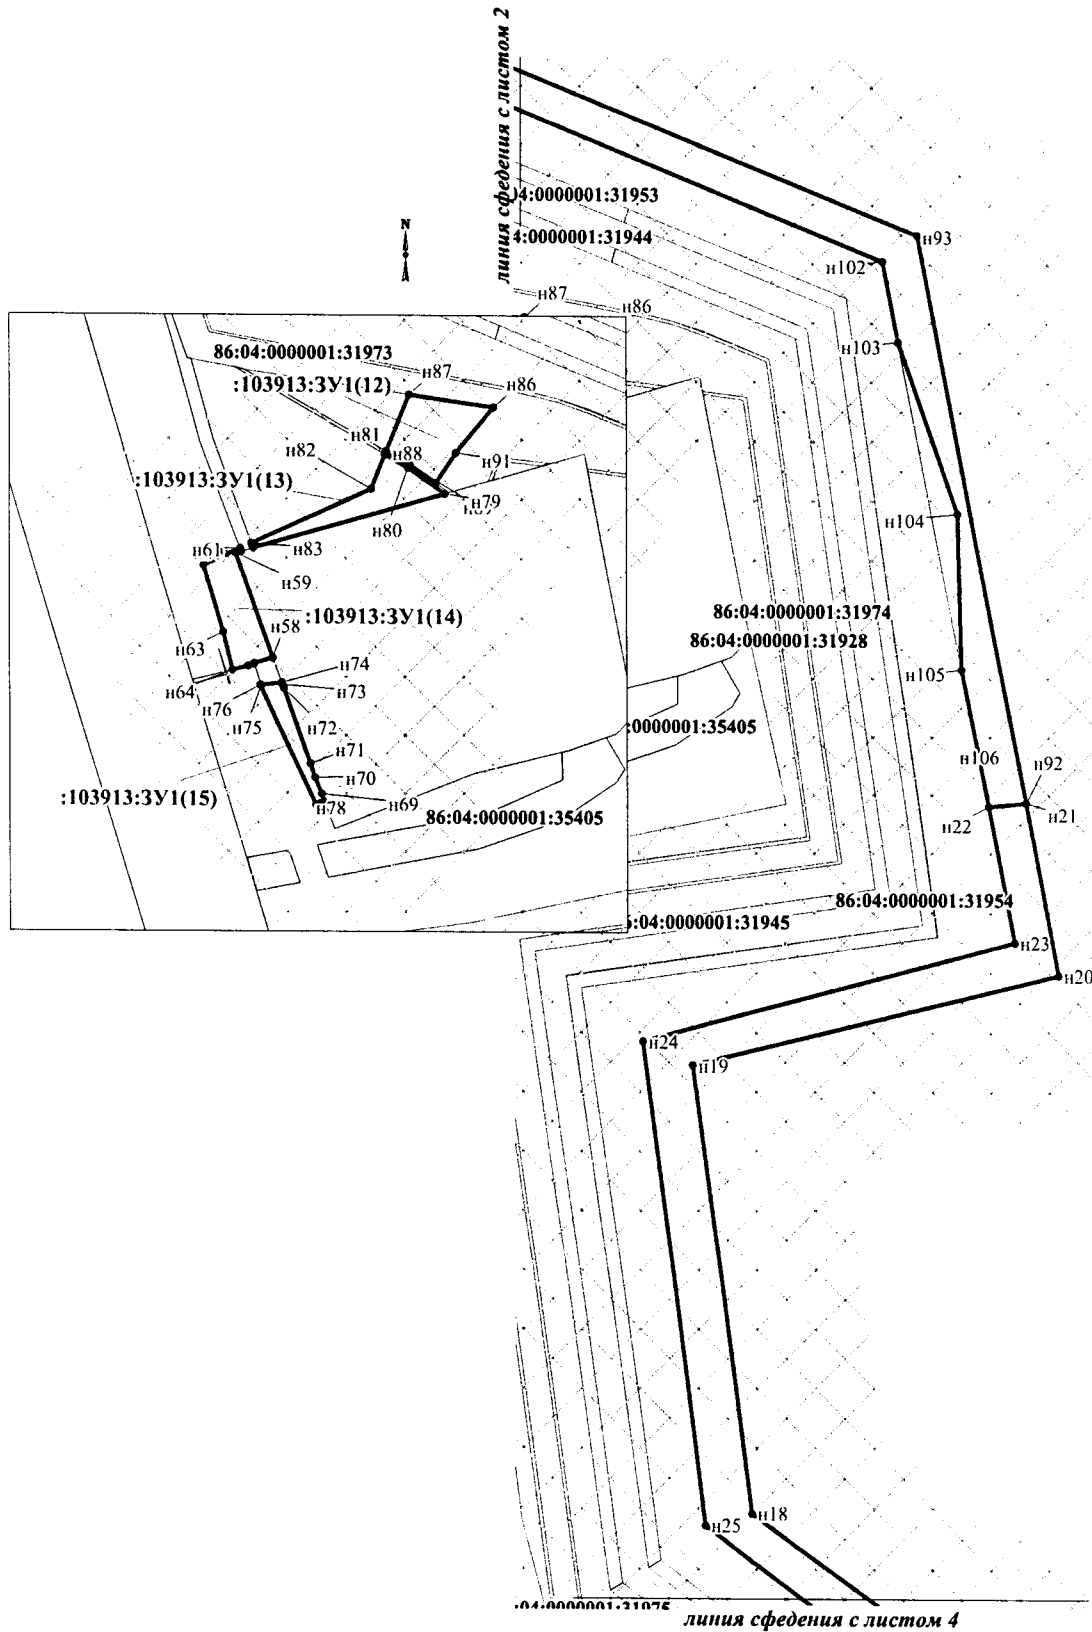 линия сфедения с листом 2
04:0000001:31953
4:0000001:31944
N
н93
н102
н87
н86
н103
86:04:0000001:31973
:103913:ЗУ1(12)
н87
н86
н81
н82
н88
н91
:103913:ЗУ1(13)
н79
н80
н104
н83
н61
н59
:103913:ЗУ1(14)
86:04:0000001:31974
86:04:0000001:31928
н63
н58
н74
н64
н73
н76
н75
н72
н105
:0000001:35405
н71
н70
н106
н92
:103913:ЗУ1(15)
н69
н78
86:04:0000001:35405
н22
н21
86:04:0000001:31954
:04:0000001:31945
н23
н20
н24
н19
н18
н25
:04:0000001:31975
линия сфедения с листом 4